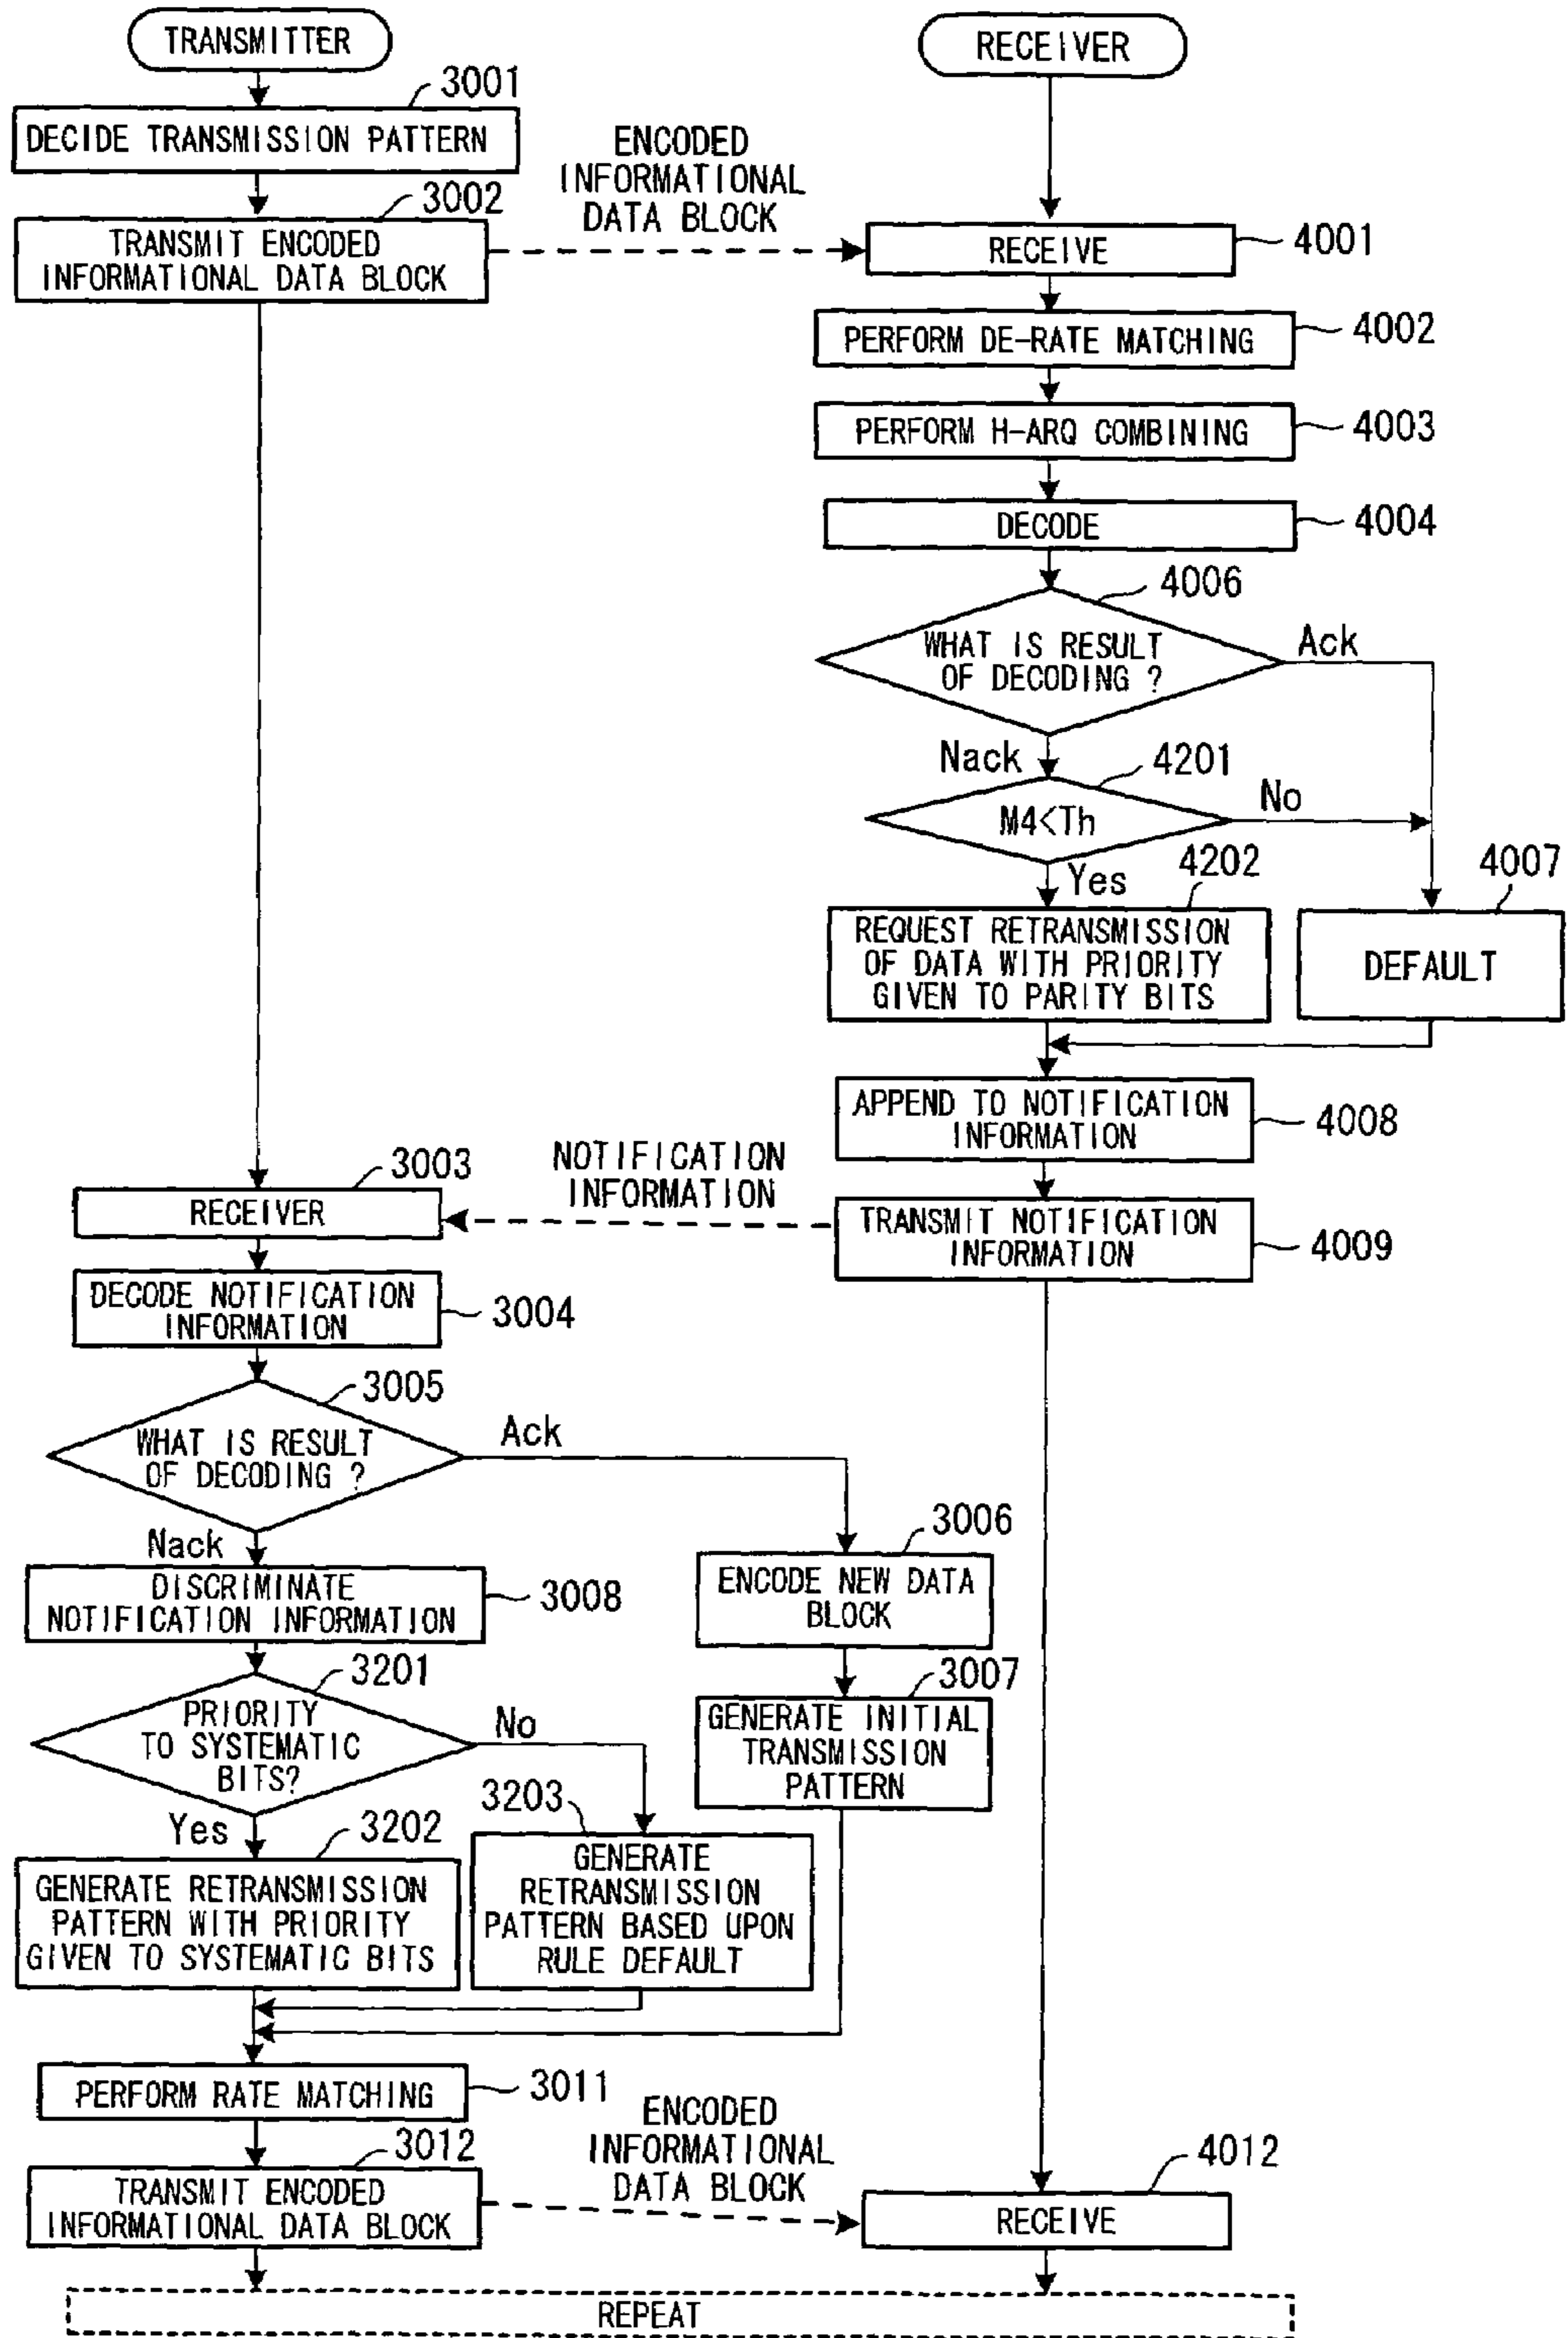 TRANSMITTER
3001
DECIDE TRANSMISSION PATTERN
3002
TRANSMIT ENCODED
INFORMATIONAL DATA BLOCK
ENCODED
INFORMATIONAL
DATA BLOCK
RECEIVER
RECEIVE
4001
PERFORM DE-RATE MATCHING
4002
PERFORM H-ARQ COMBINING
4003
DECODE
4004
4006
WHAT IS RESULT
OF DECODING ?
Ack
Nack
4201
M4<Th
No
Yes
4202
REQUEST RETRANSMISSION
OF DATA WITH PRIORITY
GIVEN TO PARITY BITS
4007
DEFAULT
APPEND TO NOTIFICATION
INFORMATION
4008
TRANSMIT NOTIFICATION
INFORMATION
4009
NOTIFICATION
INFORMATION
3003
RECEIVER
DECODE NOTIFICATION
INFORMATION
3004
3005
WHAT IS RESULT
OF DECODING ?
Ack
Nack
3006
ENCODE NEW DATA
BLOCK
3007
GENERATE INITIAL
TRANSMISSION
PATTERN
DISCRIMINATE
NOTIFICATION INFORMATION
3008
3201
PRIORITY
TO SYSTEMATIC
BITS?
No
Yes
3202
GENERATE RETRANSMISSION
PATTERN WITH PRIORITY
GIVEN TO SYSTEMATIC BITS
3203
GENERATE
RETRANSMISSION
PATTERN BASED UPON
RULE DEFAULT
PERFORM RATE MATCHING
3011
3012
TRANSMIT ENCODED
INFORMATIONAL DATA BLOCK
ENCODED
INFORMATIONAL
DATA BLOCK
4012
RECEIVE
REPEAT